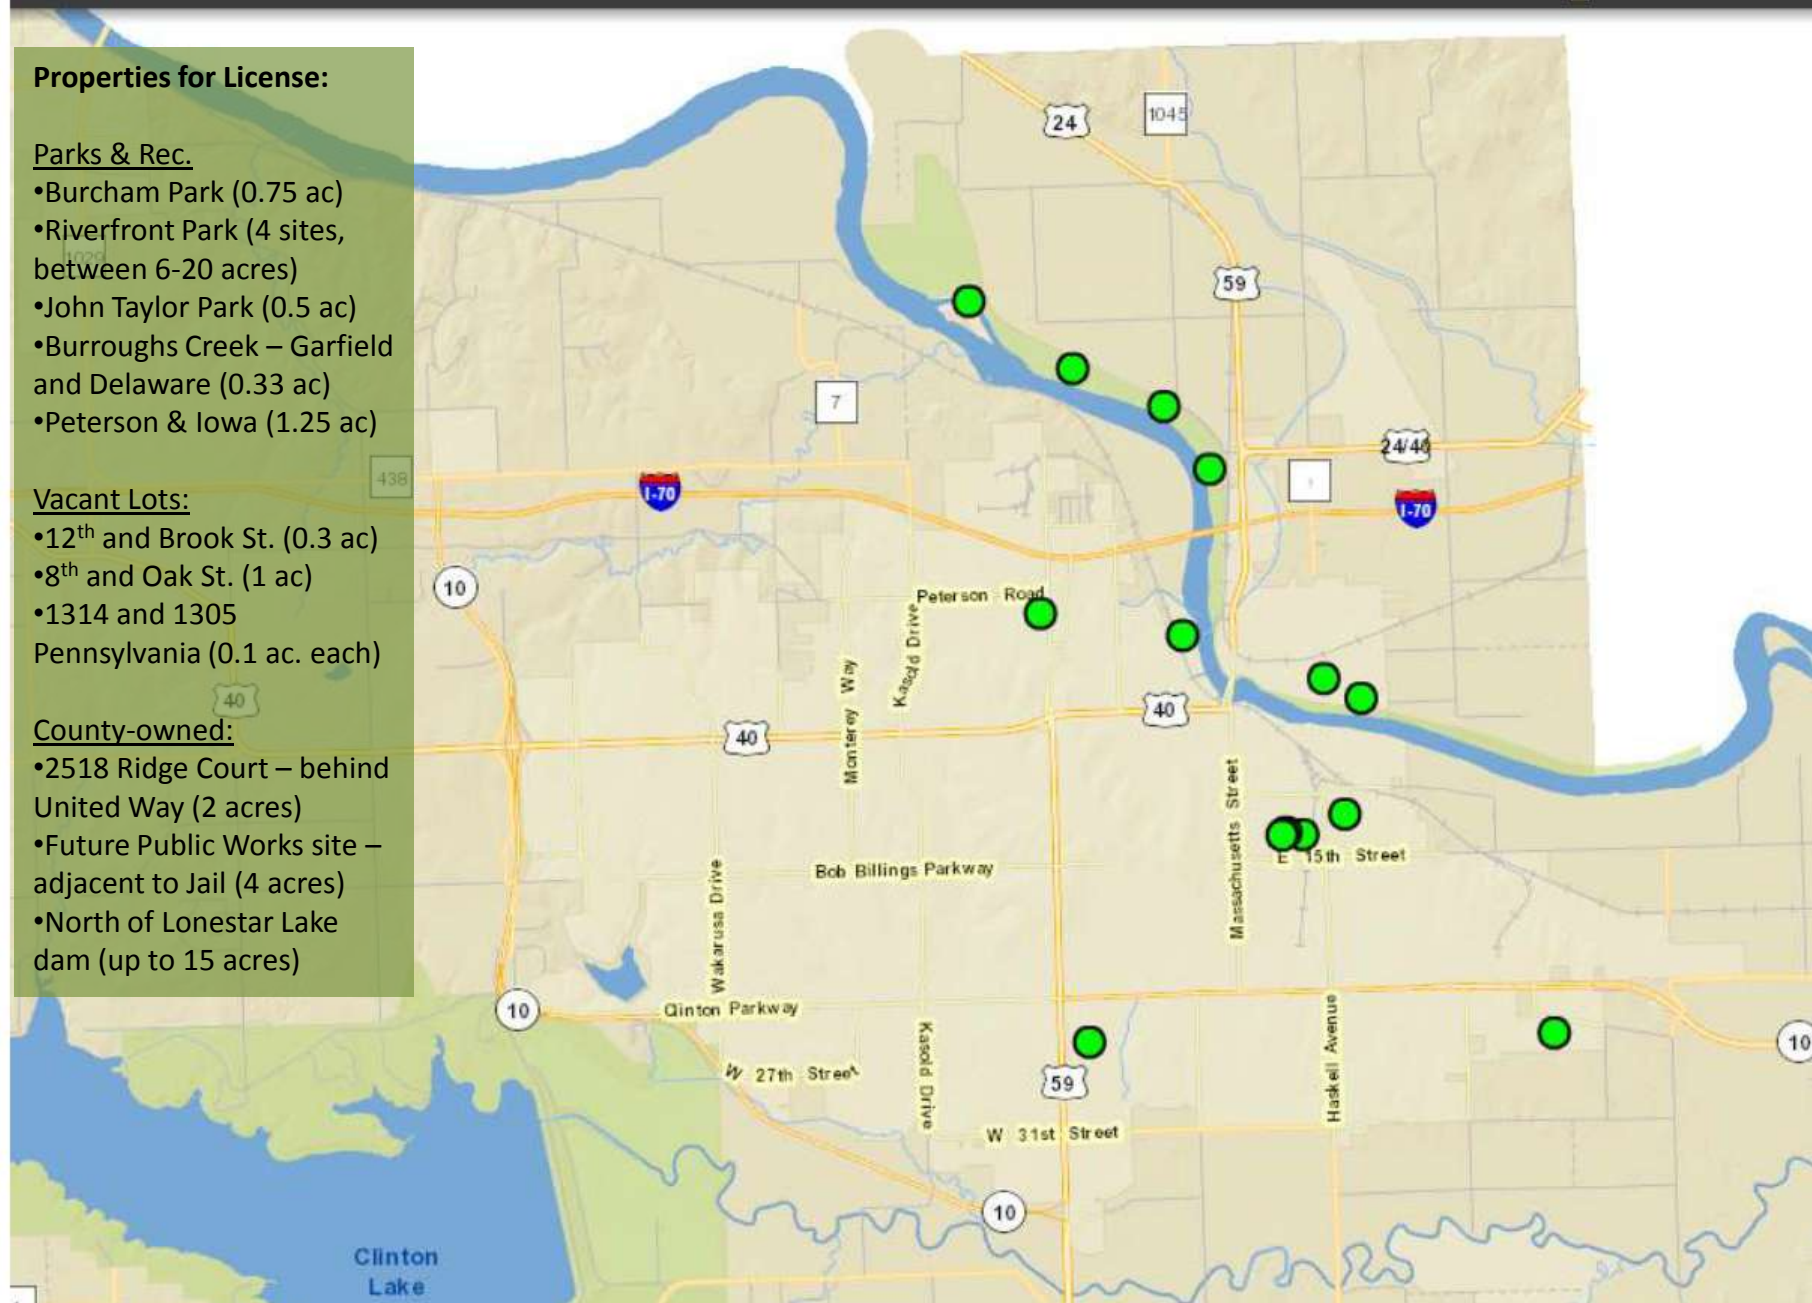 Properties for License:
Parks & Rec.
•Burcham Park (0.75 ac)
•Riverfront Park (4 sites,
between 6-20 acres)
•John Taylor Park (0.5 ac)
•Burroughs Creek – Garfield
and Delaware (0.33 ac)
•Peterson & Iowa (1.25 ac)
Vacant Lots:
•12th and Brook St. (0.3 ac)
•8th and Oak St. (1 ac)
•1314 and 1305
Pennsylvania (0.1 ac. each)
County-owned:
•2518 Ridge Court – behind
United Way (2 acres)
•Future Public Works site –
adjacent to Jail (4 acres)
•North of Lonestar Lake
dam (up to 15 acres)
24
1045
1029
59
7
24/40
438
I-70
I-70
10
Peterson Road
Kasold Drive
Monterey Way
40
40
40
Massachusetts Street
E 15th Street
Bob Billings Parkway
Wakarusa Drive
10
Clinton Parkway
Kasold Drive
Haskell Avenue
10
W 27th Street
59
W 31st Street
10
Clinton
Lake